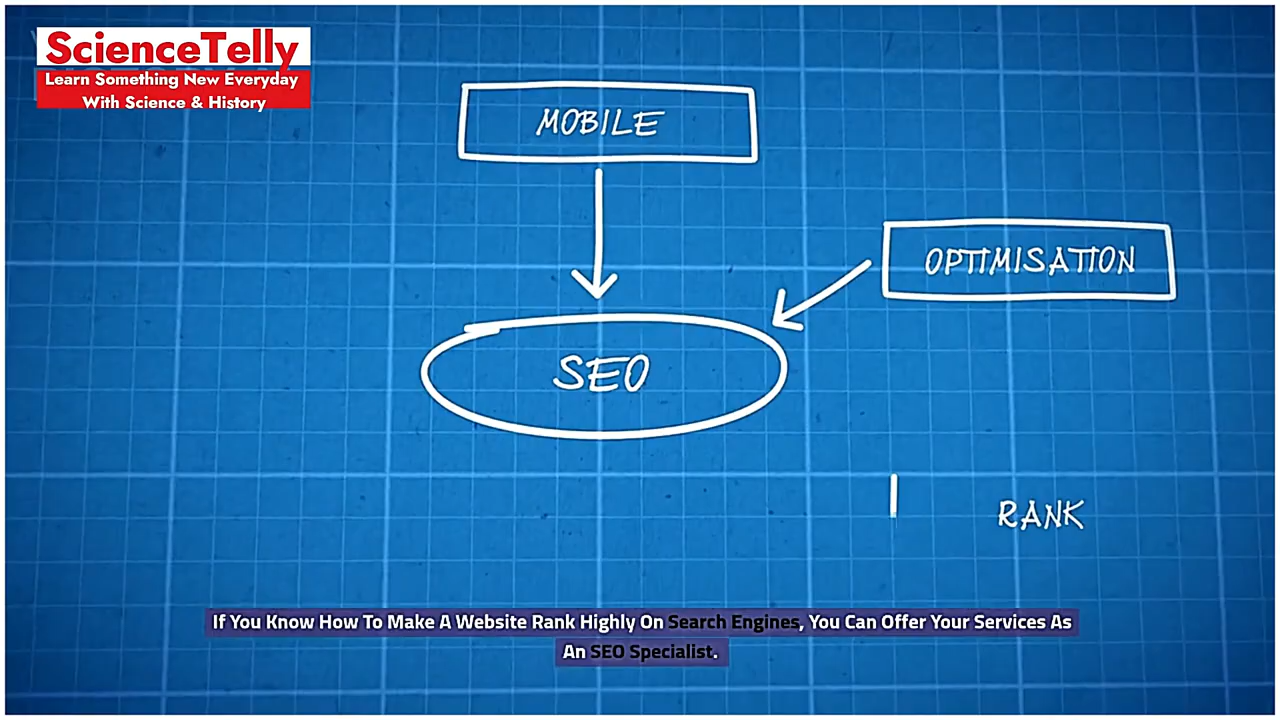 ScienceTelly
Learn Something New Everyday
With Science & History
MOBILE
OPTIMISATION
SEO
RANK
If You Know How To Make A Website Rank Highly On Search Engines, You Can Offer Your Services As
An SEO Specialist.